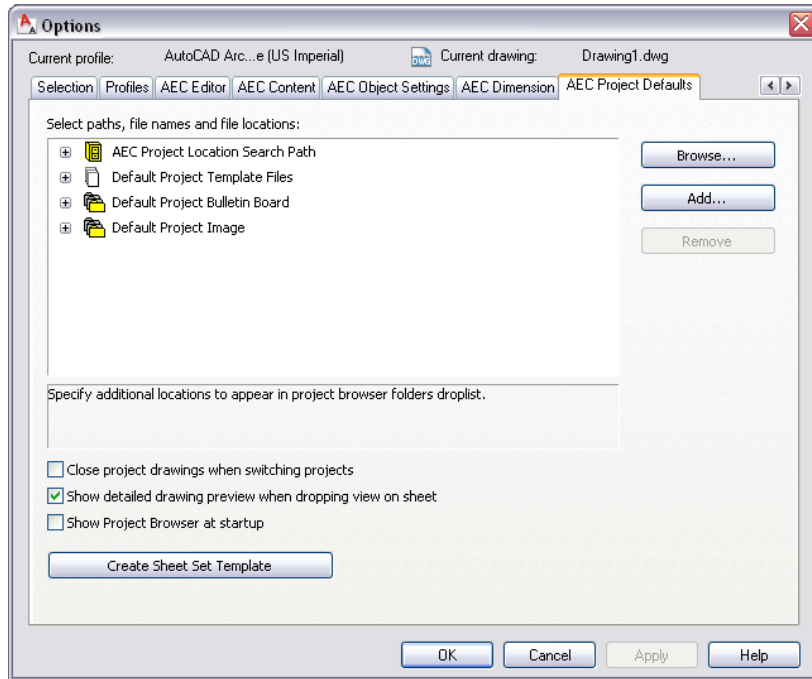 Options
Current profile: AutoCAD Arc...e (US Imperial) DWG Current drawing: Drawing1.dwg
Selection Profiles AEC Editor AEC Content AEC Object Settings AEC Dimension AEC Project Defaults
Select paths, file names and file locations:
AEC Project Location Search Path
Default Project Template Files
Default Project Bulletin Board
Default Project Image
Browse...
Add...
Remove
Specify additional locations to appear in project browser folders droplist.
Close project drawings when switching projects
Show detailed drawing preview when dropping view on sheet
Show Project Browser at startup
Create Sheet Set Template
OK Cancel Apply Help